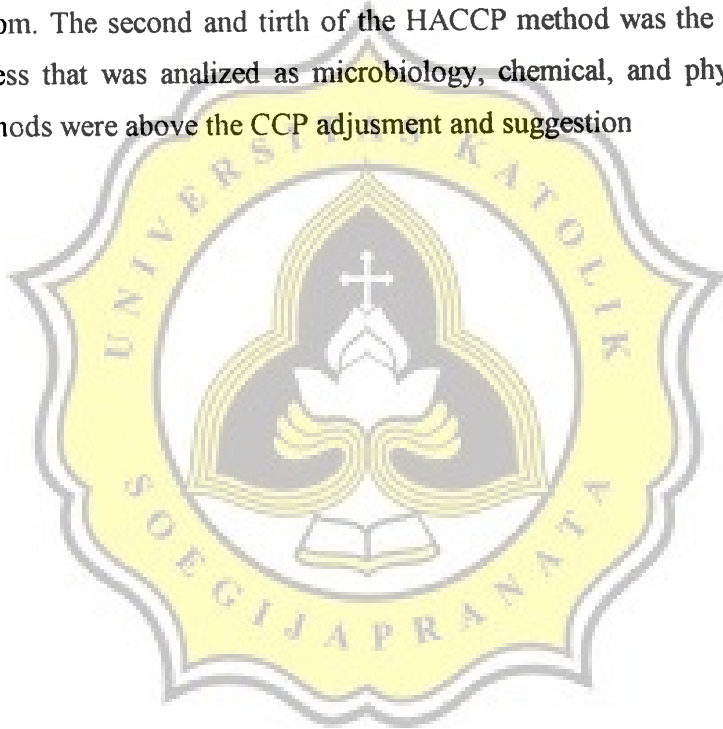 om. The second and tirth of the HACCP method was the
ess that was analized as microbiology, chemical, and phy
nods were above the CCP adjusment and suggestion
UNIVERSITAS KATOLIK
SOEGIJAPRANATA